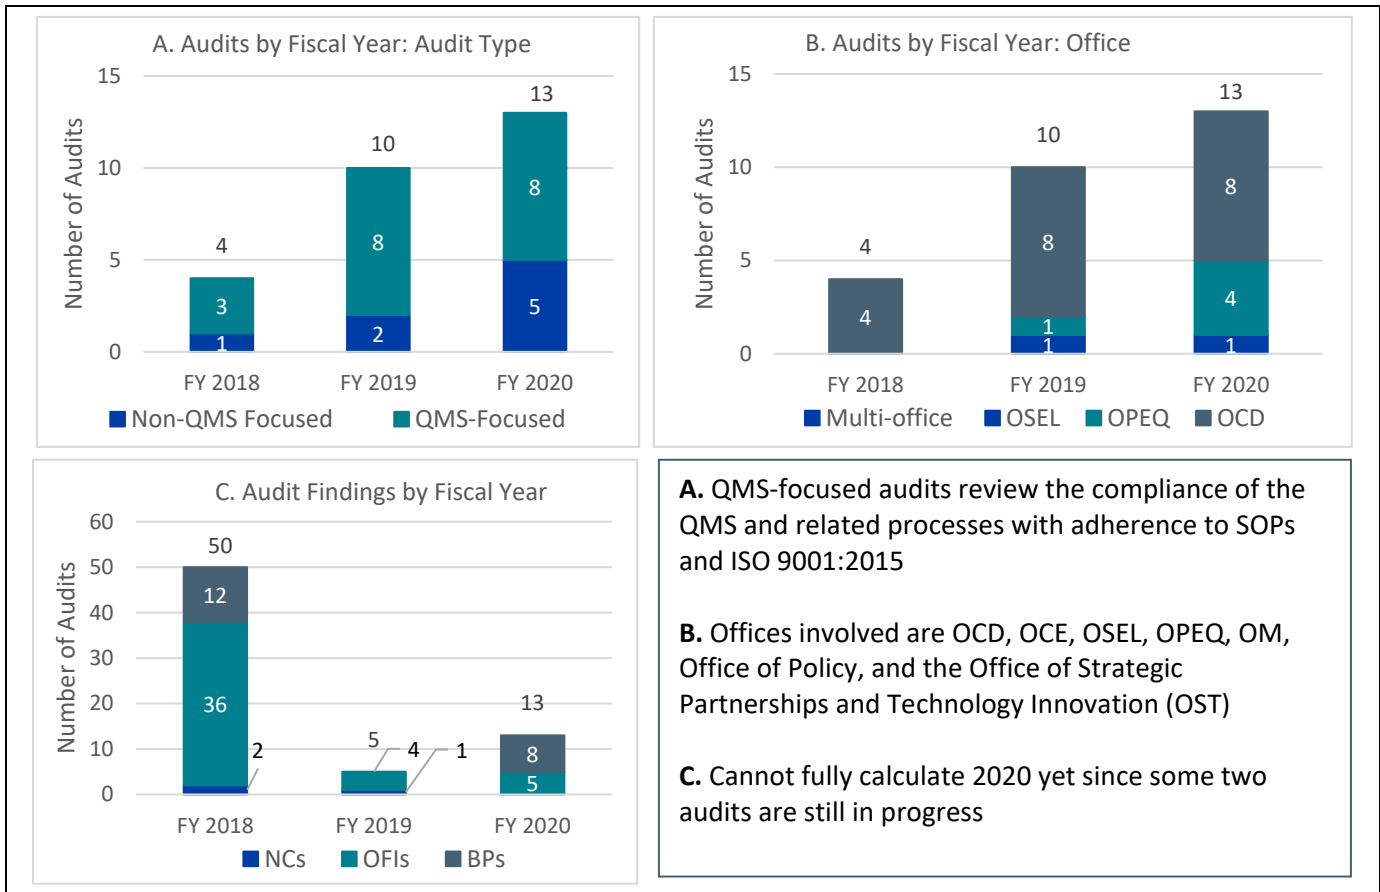 A. Audits by Fiscal Year: Audit Type
Number of Audits
15
10
5
0
4
3
1
10
8
2
13
8
5
FY 2018
FY 2019
FY 2020
Non-QMS Focused
QMS-Focused
B. Audits by Fiscal Year: Office
Number of Audits
15
10
5
0
4
4
10
8
1
1
13
8
4
1
FY 2018
FY 2019
FY 2020
Multi-office
OSEL
OPEQ
OCD
C. Audit Findings by Fiscal Year
Number of Audits
60
50
40
30
20
10
0
50
12
36
2
5
4
1
13
8
5
FY 2018
FY 2019
FY 2020
NCs
OFIs
BPs
A. QMS-focused audits review the compliance of the
QMS and related processes with adherence to SOPs
and ISO 9001:2015
B. Offices involved are OCD, OCE, OSEL, OPEQ, OM,
Office of Policy, and the Office of Strategic
Partnerships and Technology Innovation (OST)
C. Cannot fully calculate 2020 yet since some two
audits are still in progress